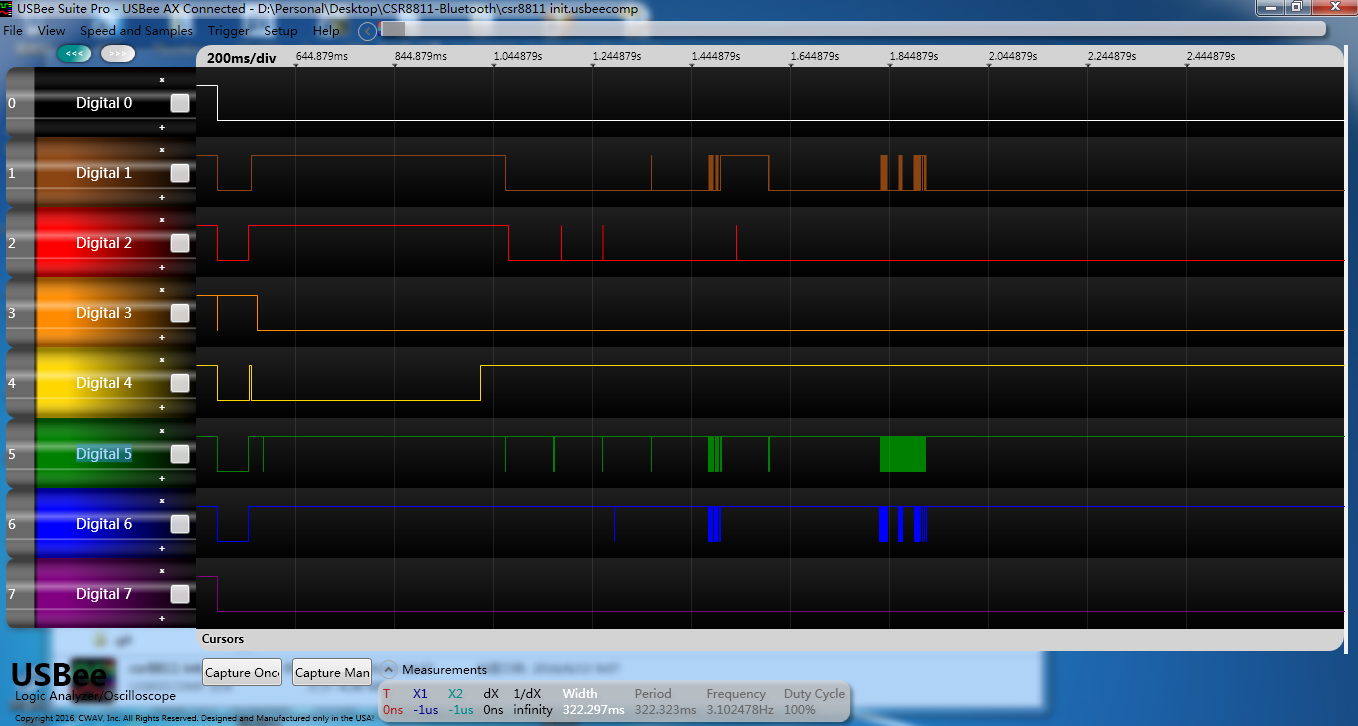 USBee Suite Pro - USBee AX Connected - D:\Personal\Desktop\CSR8811-Bluetooth\csr8811 init.usbeecomp
File View Speed and Samples Trigger Setup Help
<<< >>>
200ms/div 644.879ms 844.879ms 1.044879s 1.244879s 1.444879s 1.644879s 1.844879s 2.044879s 2.244879s 2.444879s
0 Digital 0
1 Digital 1
2 Digital 2
3 Digital 3
4 Digital 4
5 Digital 5
6 Digital 6
7 Digital 7
Cursors
USBee
Logic Analyzer/Oscilloscope
Capture Onc Capture Man Measurements
T X1 X2 dX 1/dX Width Period Frequency Duty Cycle
0ns -1us -1us 0ns infinity 322.297ms 322.323ms 3.102478Hz 100%
Copyright 2016, CWAV, Inc. All Rights Reserved. Designed and Manufactured only in the USA!